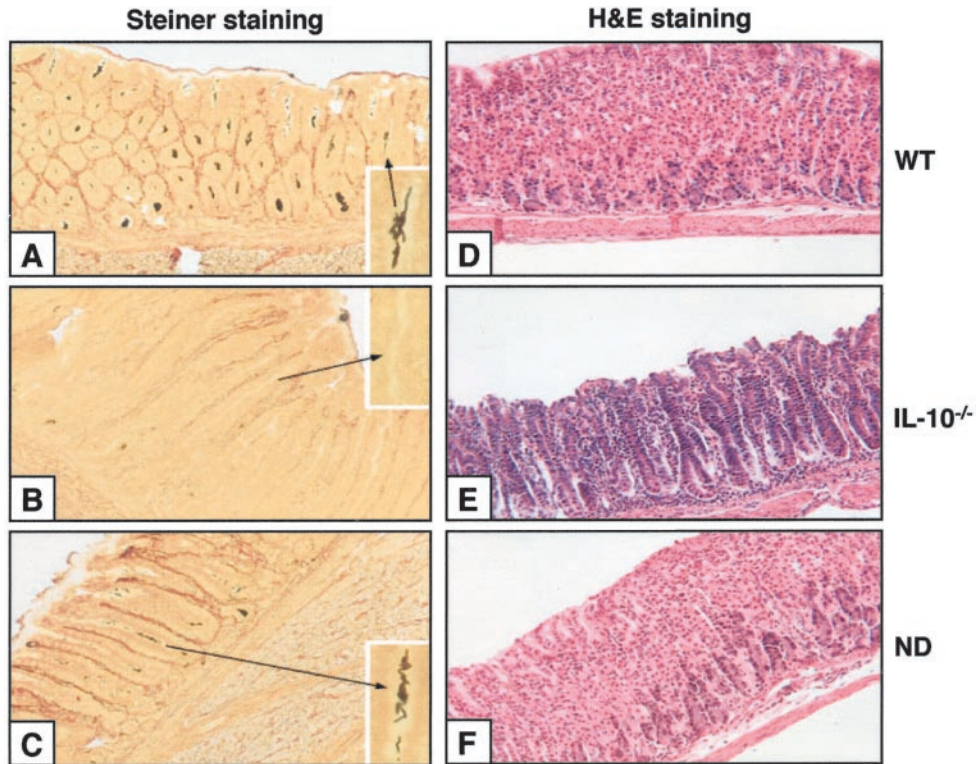 Steiner staining
H&E staining
A
D
WT
B
E
IL-10-/-
C
F
ND